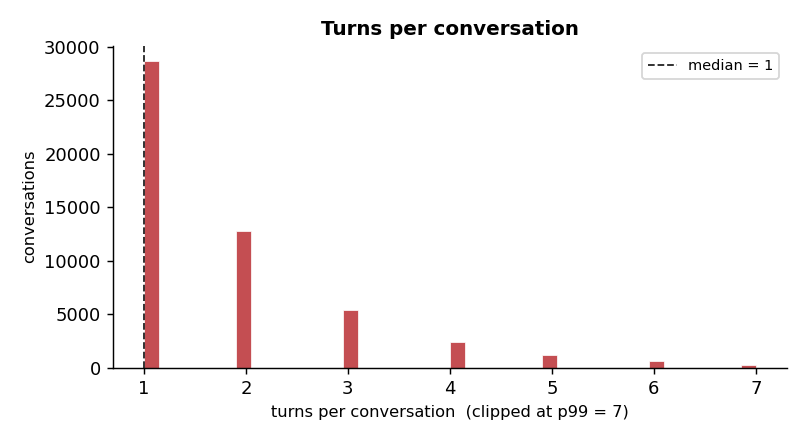 Turns per conversation
30000
25000
20000
15000
10000
5000
0
conversations
median = 1
1 2 3 4 5 6 7
turns per conversation (clipped at p99 = 7)